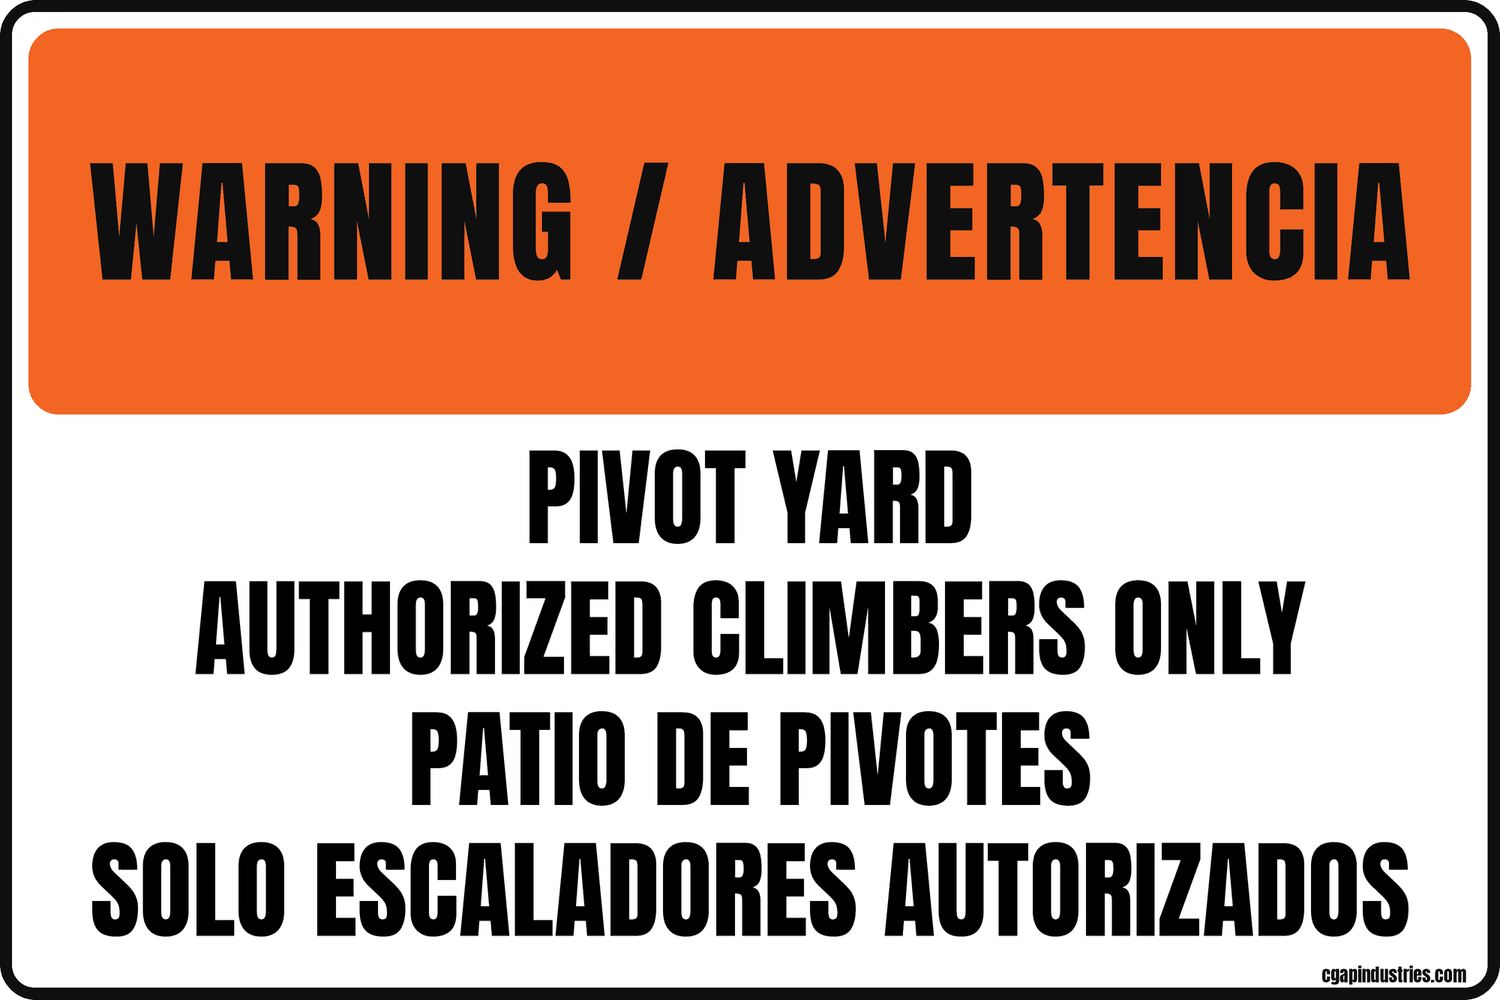 WARNING / ADVERTENCIA
PIVOT YARD
AUTHORIZED CLIMBERS ONLY
PATIO DE PIVOTES
SOLO ESCALADORES AUTORIZADOS
cgapindustries.com